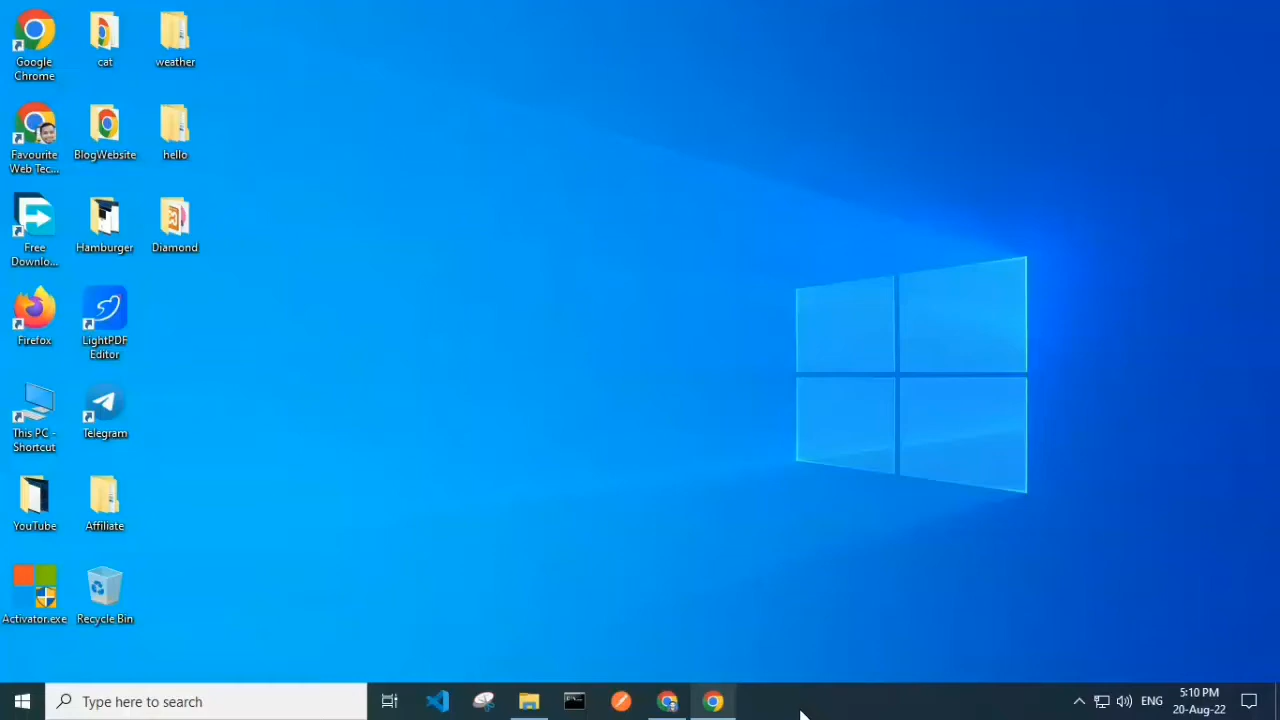 Google
Chrome
cat
weather
Favourite
Web Tec...
BlogWebsite
hello
Free
Downlo...
Hamburger
Diamond
Firefox
LightPDF
Editor
This PC -
Shortcut
Telegram
YouTube
Affiliate
Activator.exe
Recycle Bin
Type here to search
ENG
5:10 PM
20-Aug-22